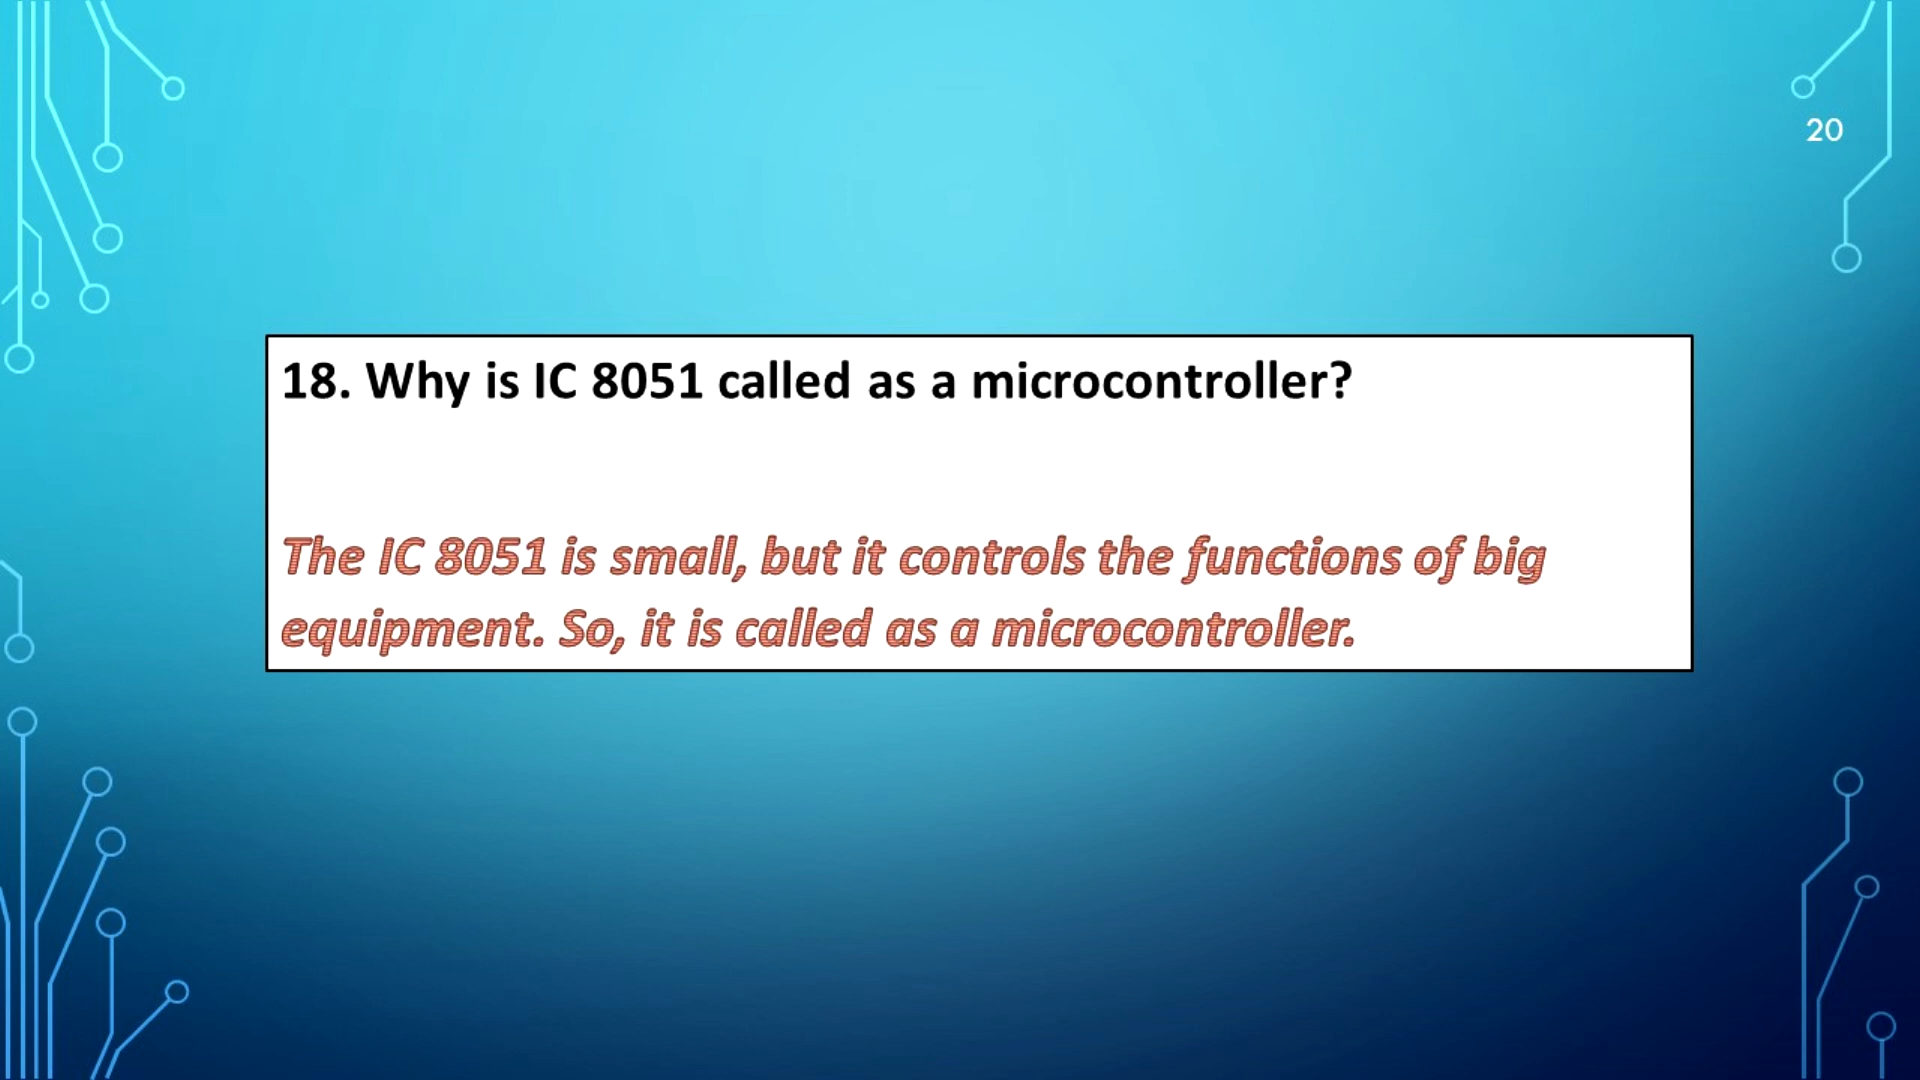 20
18. Why is IC 8051 called as a microcontroller?
The IC 8051 is small, but it controls the functions of big
equipment. So, it is called as a microcontroller.